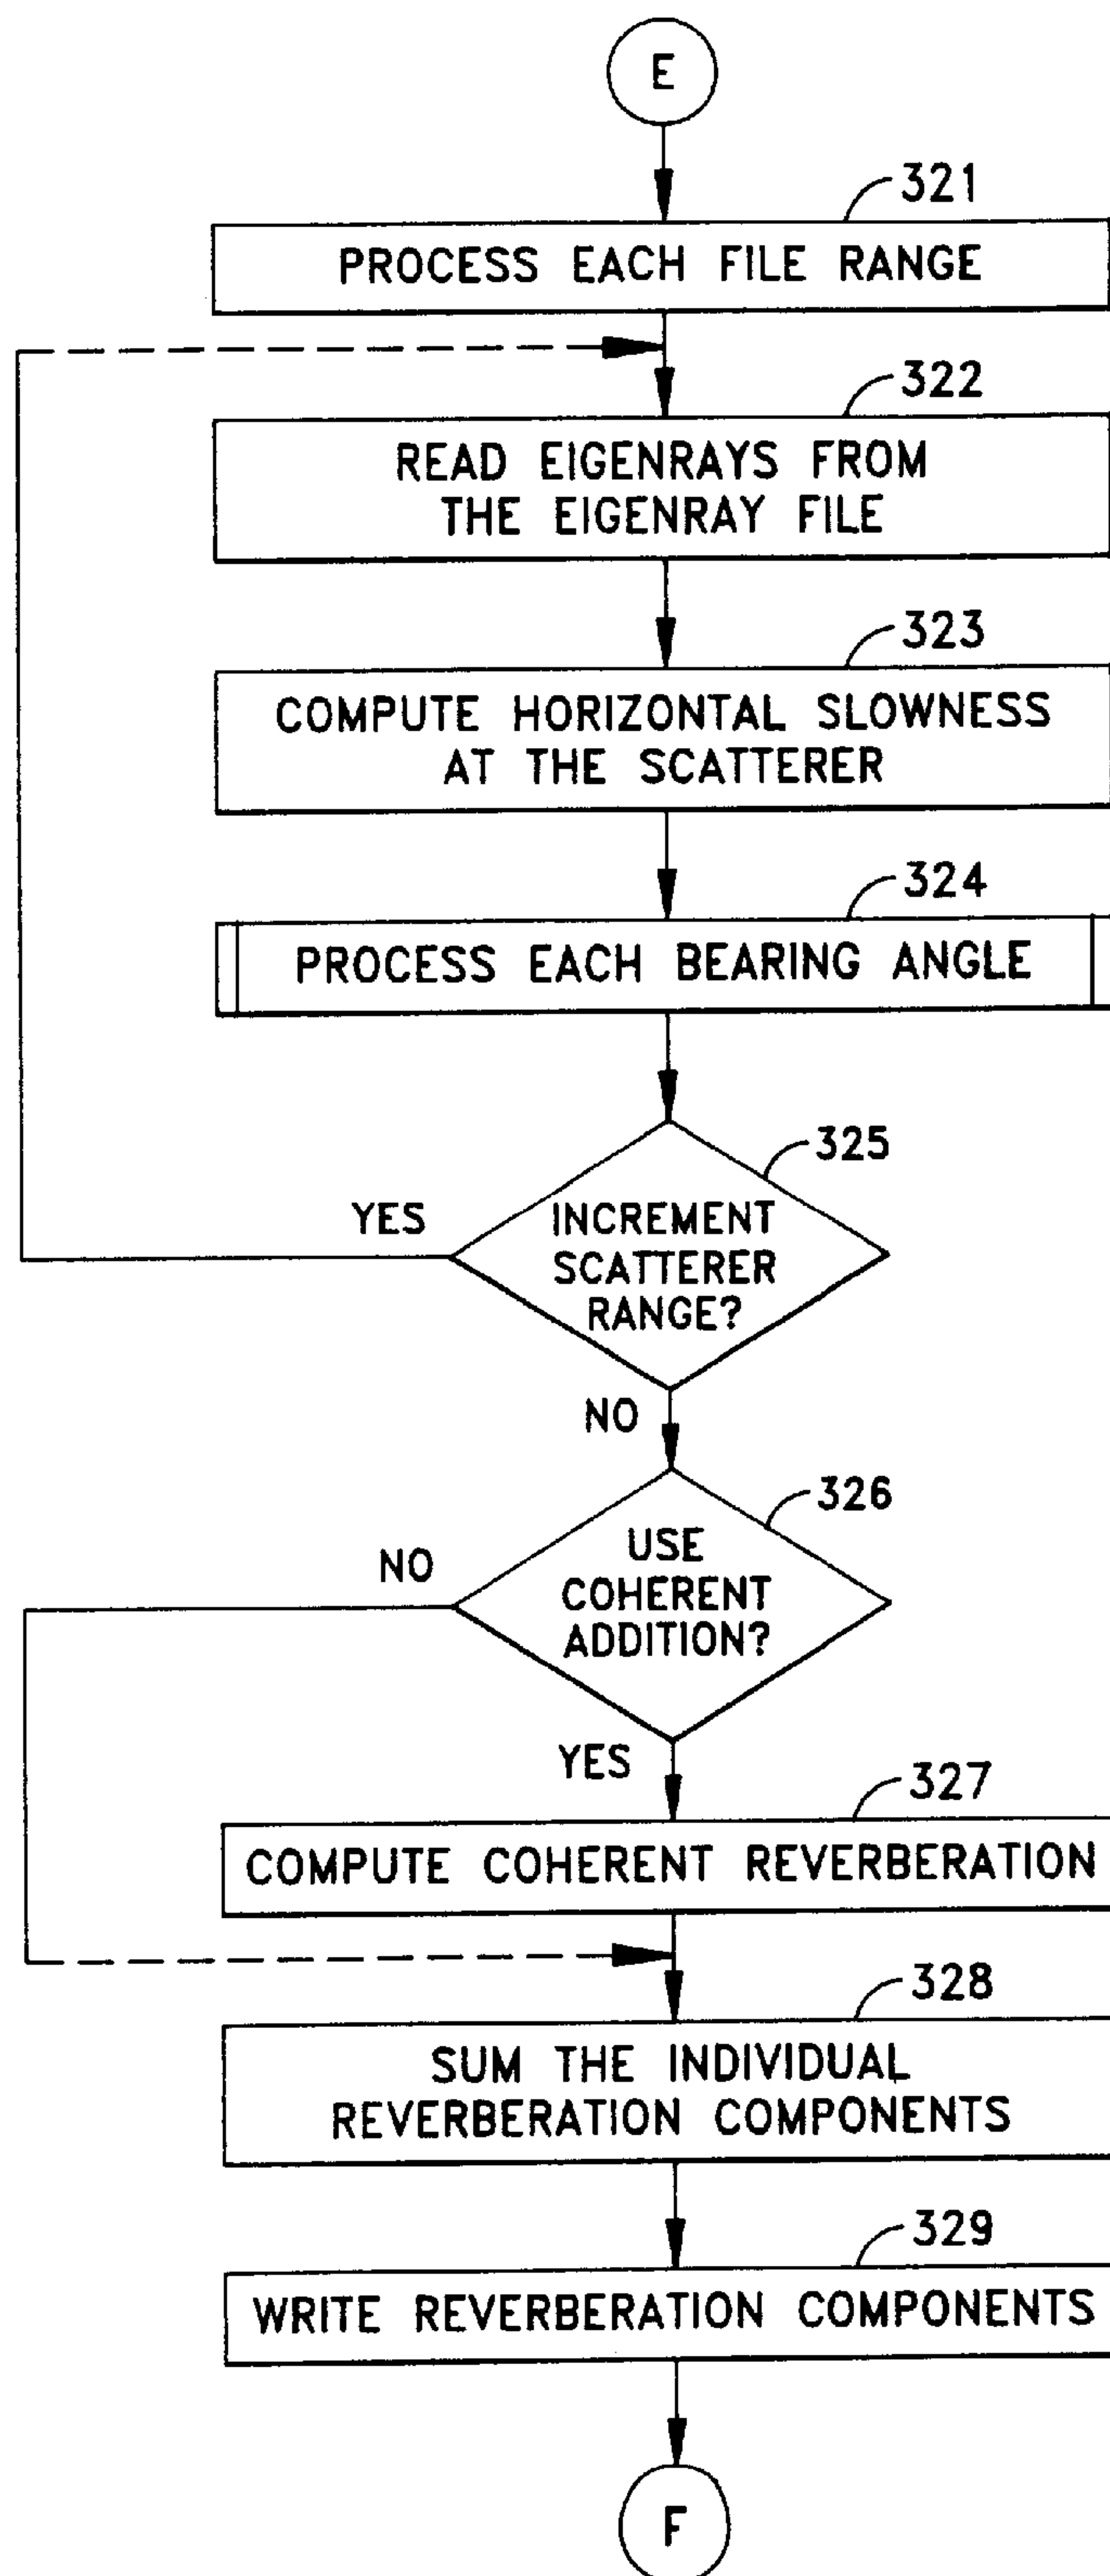 E
321
PROCESS EACH FILE RANGE
322
READ EIGENRAYS FROM
THE EIGENRAY FILE
323
COMPUTE HORIZONTAL SLOWNESS
AT THE SCATTERER
324
PROCESS EACH BEARING ANGLE
325
YES
INCREMENT
SCATTERER
RANGE?
NO
326
NO
USE
COHERENT
ADDITION?
YES
327
COMPUTE COHERENT REVERBERATION
328
SUM THE INDIVIDUAL
REVERBERATION COMPONENTS
329
WRITE REVERBERATION COMPONENTS
F